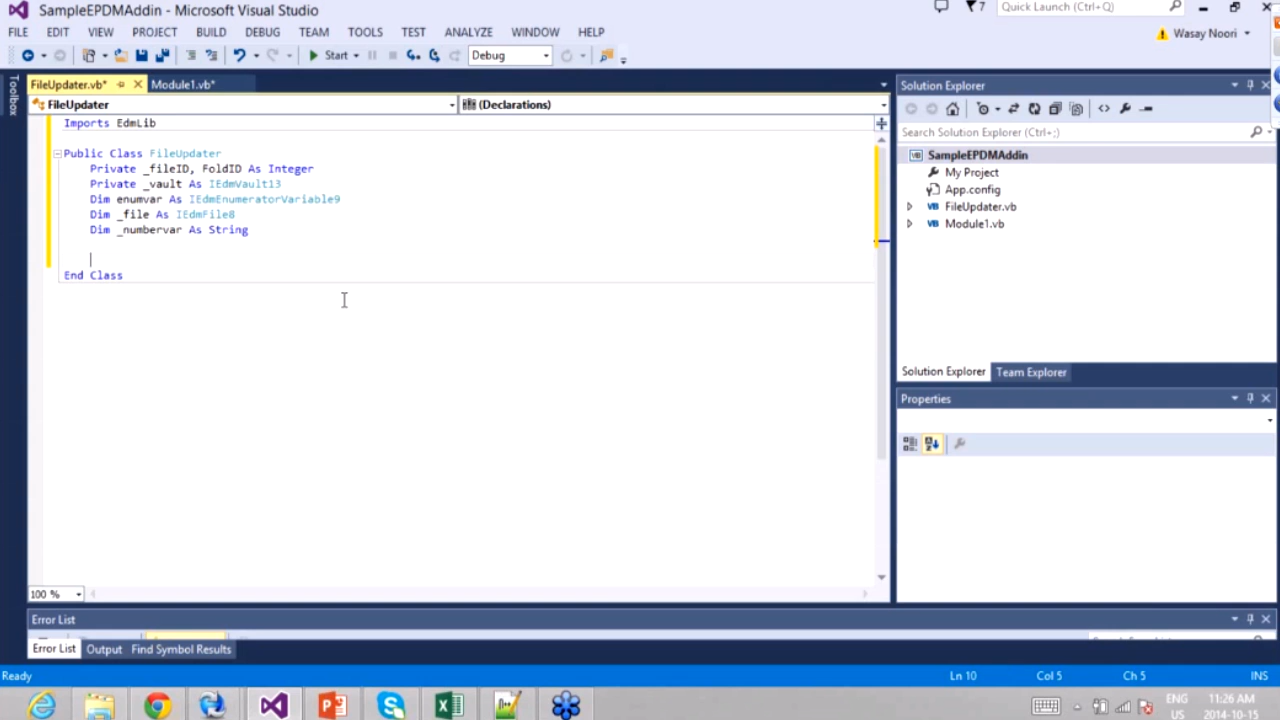 SampleEPDMAddin - Microsoft Visual Studio
7
Quick Launch (Ctrl+Q)
FILE EDIT VIEW PROJECT BUILD DEBUG TEAM TOOLS TEST ANALYZE WINDOW HELP
Wasay Noori
Start
Debug
Toolbox
FileUpdater.vb*
Module1.vb*
FileUpdater
(Declarations)
Imports EdmLib
Public Class FileUpdater
Private _fileID, FoldID As Integer
Private _vault As IEdmVault13
Dim enumvar As IEdmEnumeratorVariable9
Dim _file As IEdmFile8
Dim _numbervar As String
End Class
100 %
Solution Explorer
Search Solution Explorer (Ctrl+;)
SampleEPDMAddin
My Project
App.config
FileUpdater.vb
Module1.vb
Solution Explorer Team Explorer
Properties
Error List
Error List Output Find Symbol Results
Ready
Ln 10 Col 5 Ch 5 INS
ENG
US
11:26 AM
2014-10-15